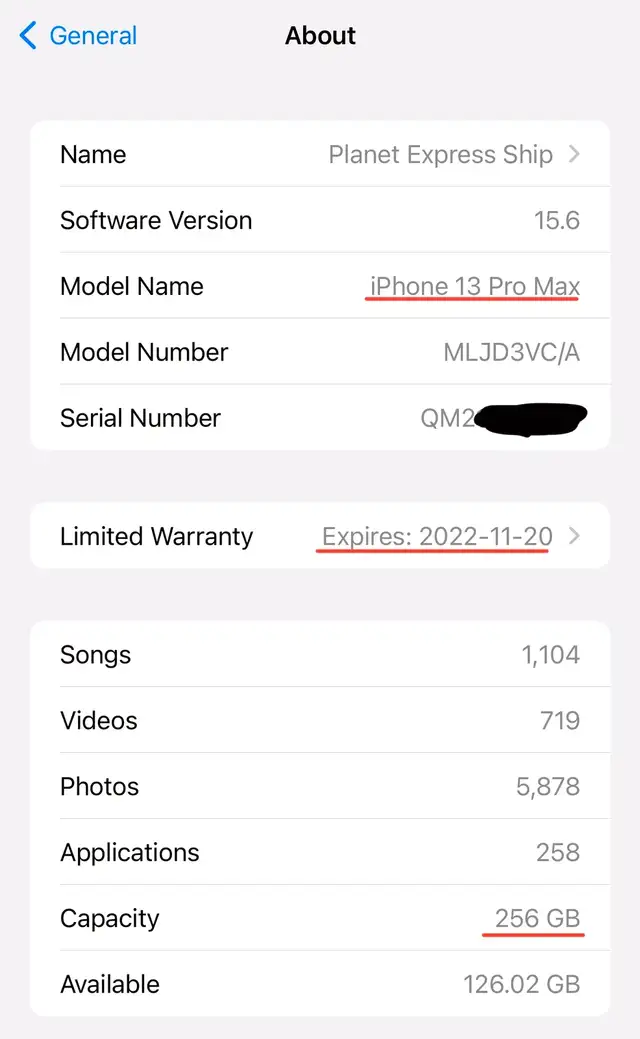 General
About
Name Planet Express Ship
Software Version 15.6
Model Name iPhone 13 Pro Max
Model Number MLJD3VC/A
Serial Number QM2
Limited Warranty Expires: 2022-11-20
Songs 1,104
Videos 719
Photos 5,878
Applications 258
Capacity 256 GB
Available 126.02 GB